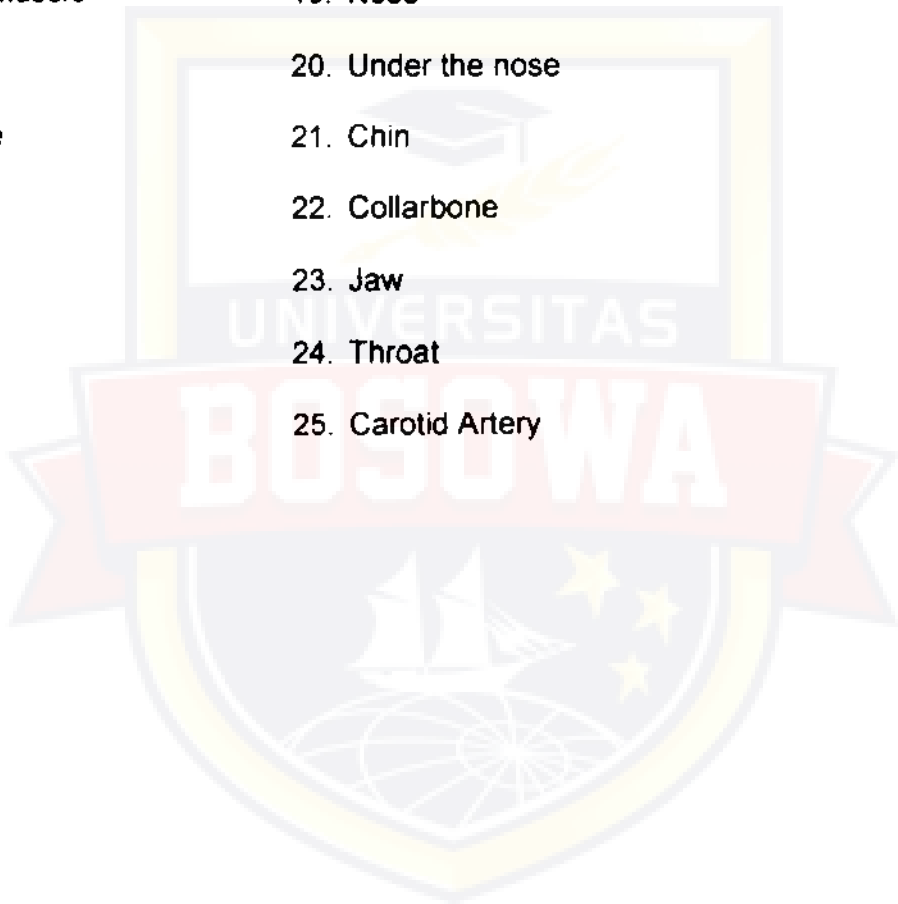 20. Under the nose
21. Chin
22. Collarbone
23. Jaw
24. Throat
25. Carotid Artery
UNIVERSITAS
BOSOWA